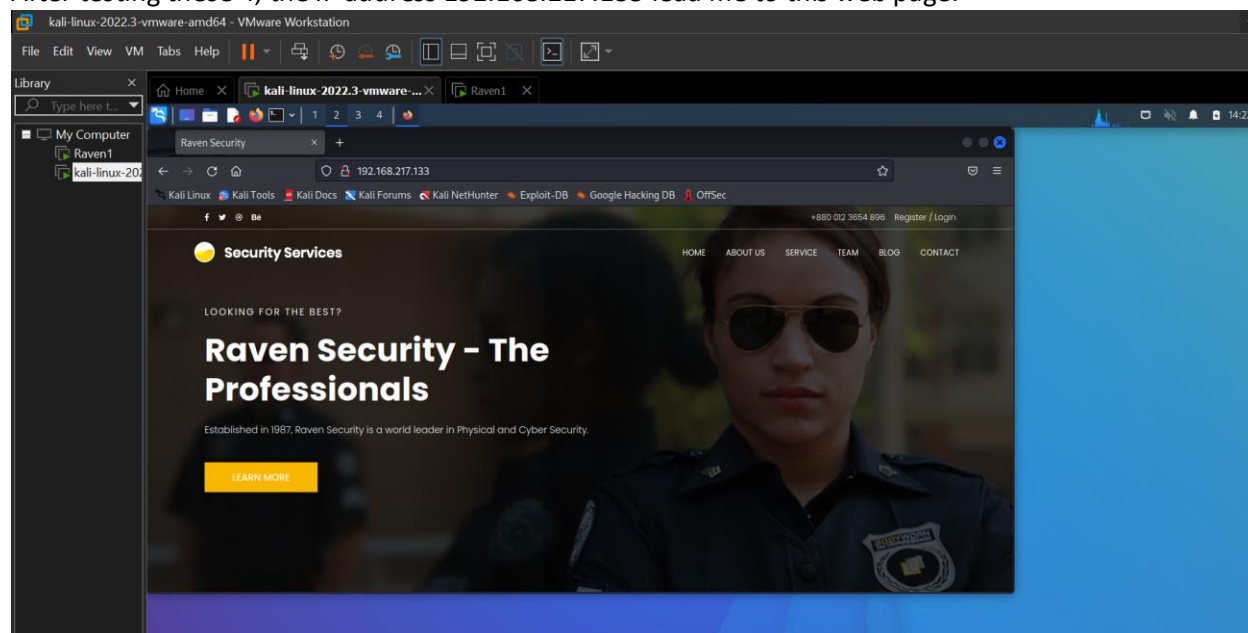 After testing these 4, the IP address 192.168.217.133 lead me to this web page.
kali-linux-2022.3-vmware-amd64 - VMware Workstation
File Edit View VM Tabs Help
Library
Type here t...
My Computer
Raven1
kali-linux-202
Home kali-linux-2022.3-vmware-... Raven1
1 2 3 4
Raven Security
192.168.217.133
Kali Linux Kali Tools Kali Docs Kali Forums Kali NetHunter Exploit-DB Google Hacking DB OffSec
+880 012 3654 896 Register / Login
Security Services
HOME ABOUT US SERVICE TEAM BLOG CONTACT
LOOKING FOR THE BEST?
Raven Security - The
Professionals
Established in 1987, Raven Security is a world leader in Physical and Cyber Security.
LEARN MORE